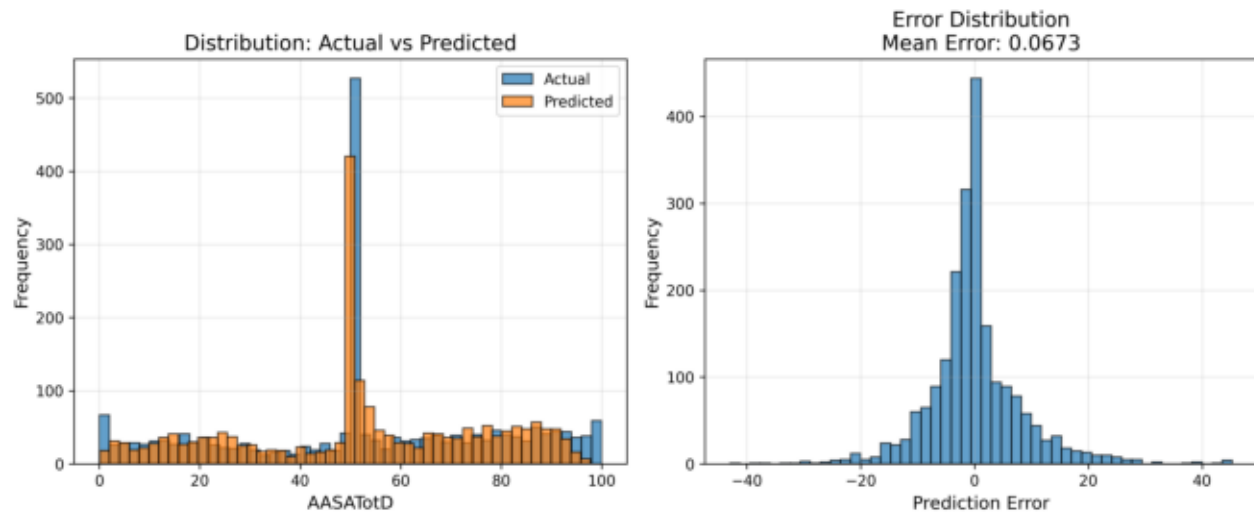 Distribution: Actual vs Predicted
Actual
Predicted
500
400
300
200
100
0
Frequency
0 20 40 60 80 100
AASATotD
Error Distribution
Mean Error: 0.0673
400
300
200
100
0
Frequency
−40 −20 0 20 40
Prediction Error